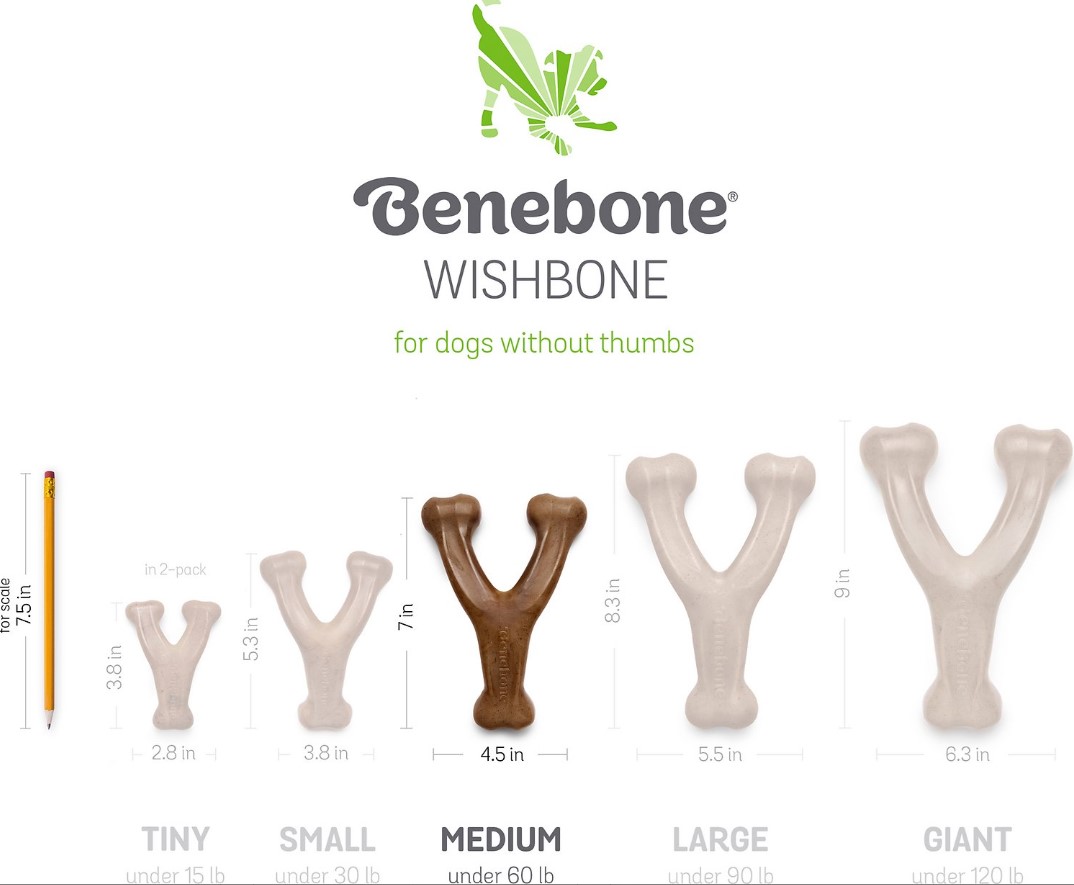 Benebone®
WISHBONE
for dogs without thumbs
for scale
7.5 in
in 2-pack
3.8 in
2.8 in
5.3 in
3.8 in
7 in
4.5 in
8.3 in
5.5 in
9 in
6.3 in
TINY
under 15 lb
SMALL
under 30 lb
MEDIUM
under 60 lb
LARGE
under 90 lb
GIANT
under 120 lb
benebone
benebone